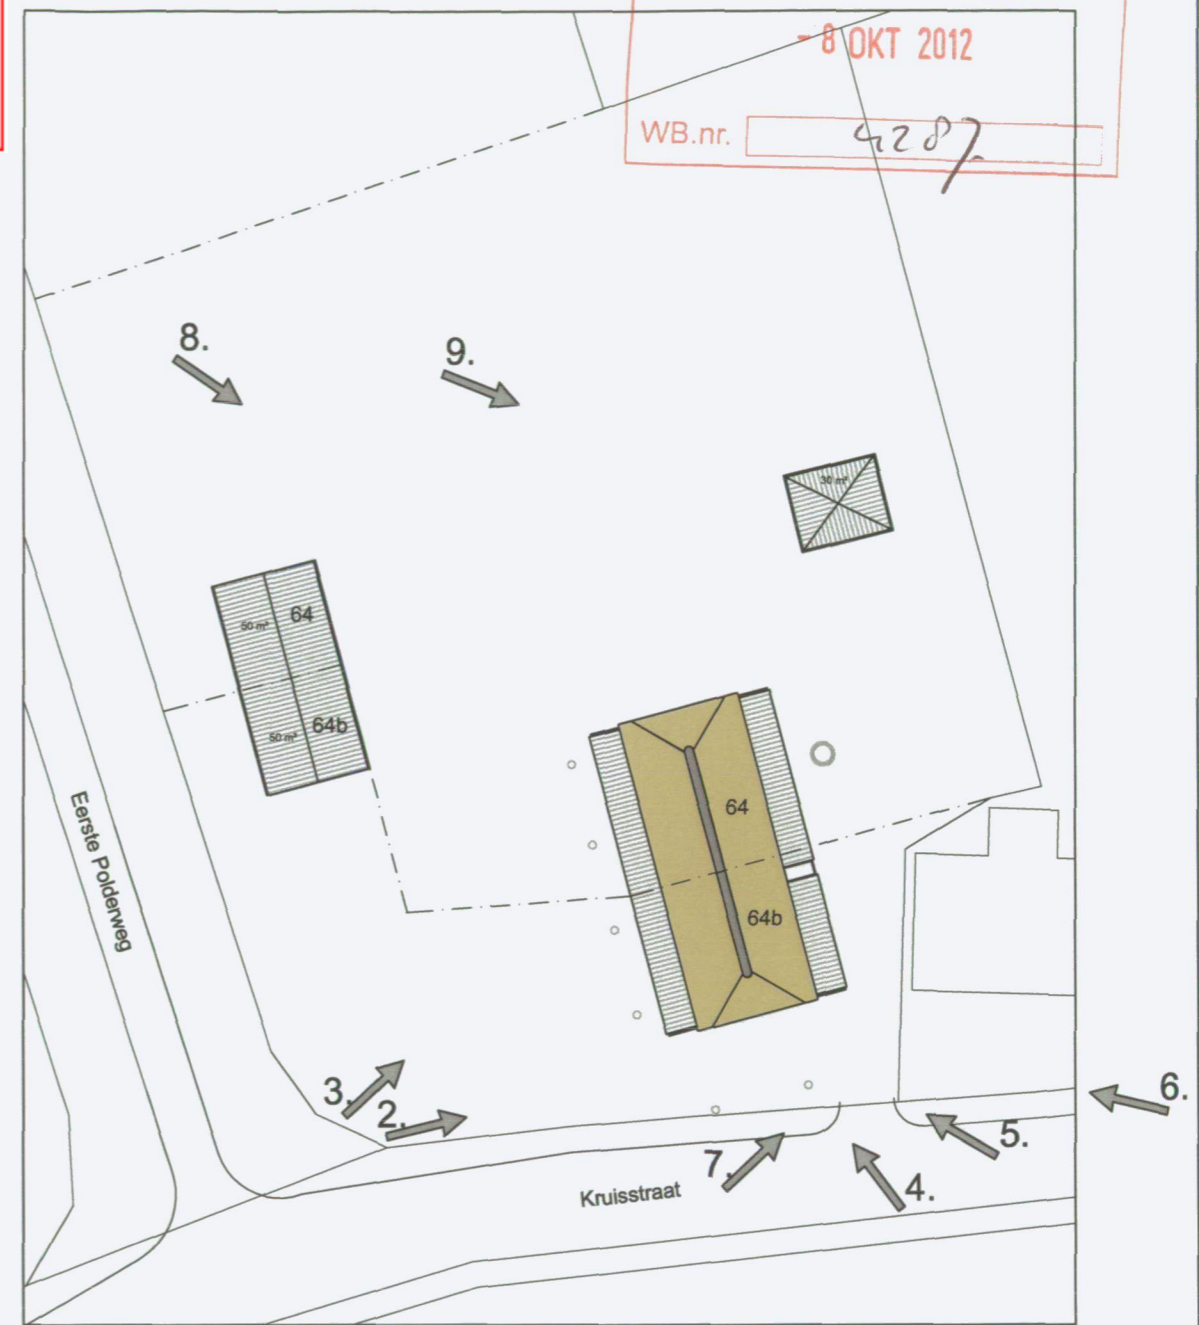 - 8 OKT 2012
WB.nr. 4287
8.
9.
30 m²
50 m² 64
50 m² 64b
64
64b
Eerste Polderweg
3.
2.
6.
5.
7.
4.
Kruisstraat